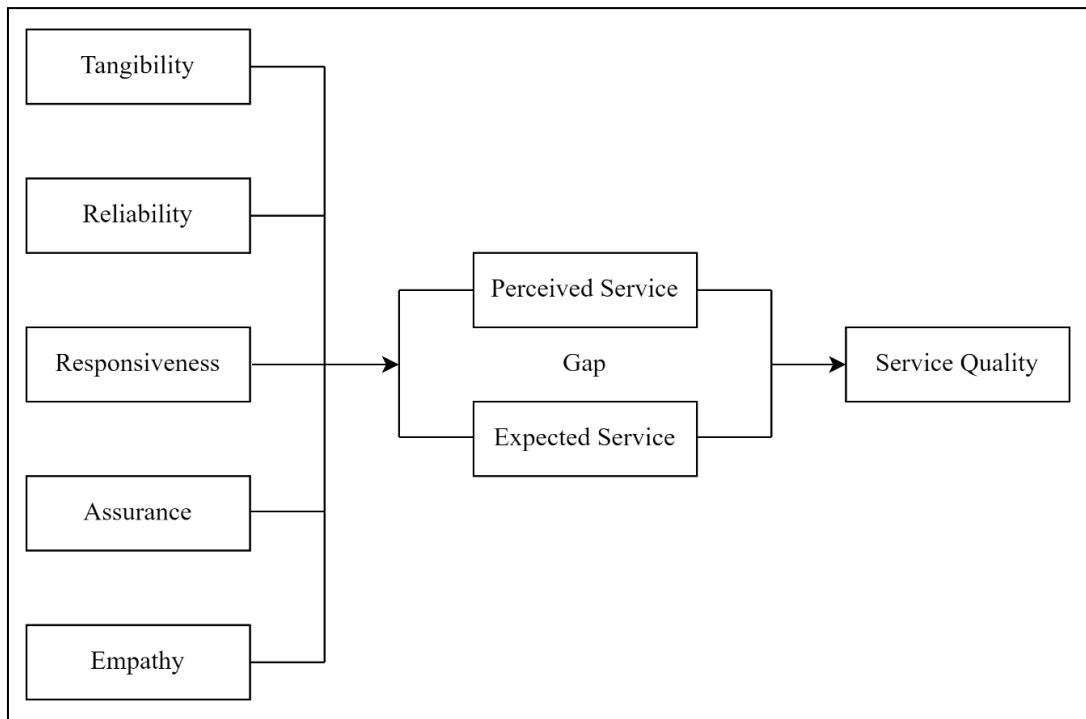 Tangibility
Reliability
Responsiveness
Assurance
Empathy
Perceived Service
Gap
Expected Service
Service Quality